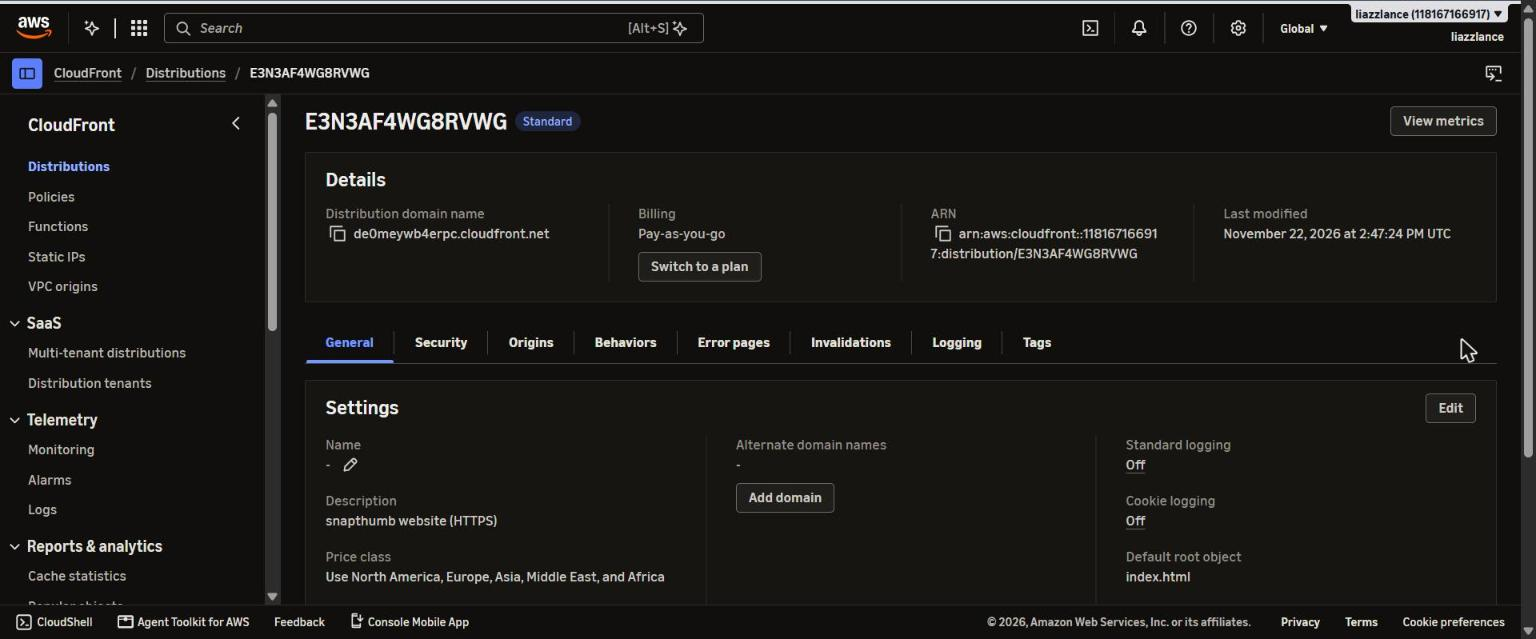 aws
Search
[Alt+S]
Global ▼
liazzlance (118167166917) ▼
liazzlance
CloudFront / Distributions / E3N3AF4WG8RVWG
CloudFront
Distributions
Policies
Functions
Static IPs
VPC origins
SaaS
Multi-tenant distributions
Distribution tenants
Telemetry
Monitoring
Alarms
Logs
Reports & analytics
Cache statistics
Popular objects
E3N3AF4WG8RVWG
Standard
View metrics
Details
Distribution domain name
de0meywb4erpc.cloudfront.net
Billing
Pay-as-you-go
Switch to a plan
ARN
arn:aws:cloudfront::11816716691
7:distribution/E3N3AF4WG8RVWG
Last modified
November 22, 2026 at 2:47:24 PM UTC
General
Security
Origins
Behaviors
Error pages
Invalidations
Logging
Tags
Settings
Edit
Name
-
Description
snapthumb website (HTTPS)
Price class
Use North America, Europe, Asia, Middle East, and Africa
Alternate domain names
-
Add domain
Standard logging
Off
Cookie logging
Off
Default root object
index.html
CloudShell
Agent Toolkit for AWS
Feedback
Console Mobile App
© 2026, Amazon Web Services, Inc. or its affiliates.
Privacy
Terms
Cookie preferences